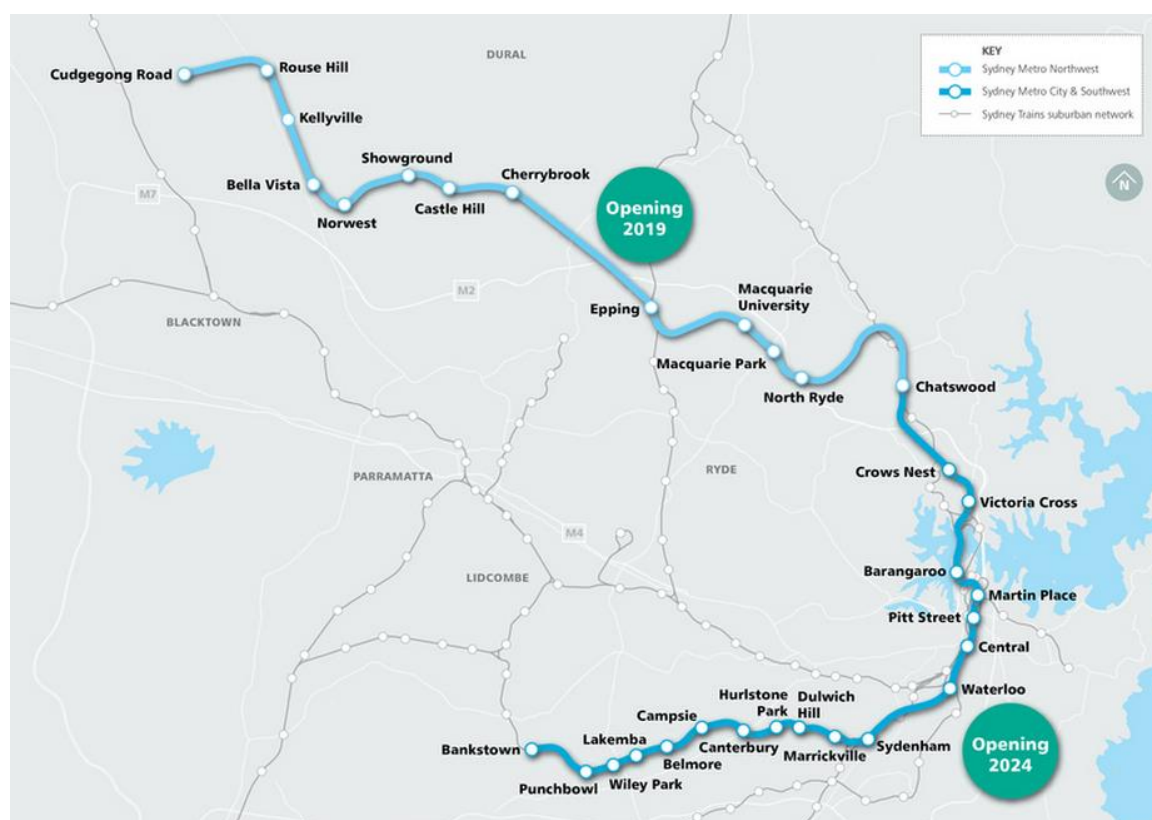 DURAL
KEY
Sydney Metro Northwest
Sydney Metro City & Southwest
Sydney Trains suburban network
N
Cudgegong Road
Rouse Hill
Kellyville
Showground
Cherrybrook
Bella Vista
Castle Hill
Norwest
M7
Opening
2019
M2
Macquarie
University
Epping
BLACKTOWN
Macquarie Park
North Ryde
Chatswood
PARRAMATTA
RYDE
Crows Nest
Victoria Cross
M4
LIDCOMBE
Barangaroo
Martin Place
Pitt Street
Central
Waterloo
Hurlstone
Park
Dulwich
Hill
Campsie
Lakemba
Bankstown
Canterbury
Sydenham
Marrickville
Belmore
Wiley Park
Punchbowl
Opening
2024